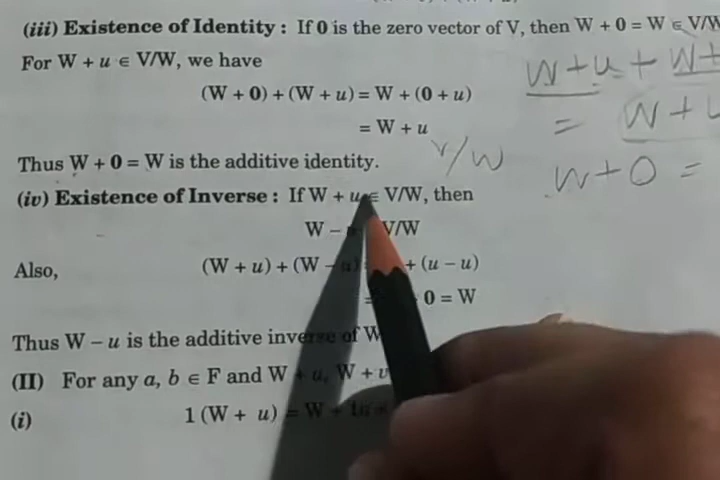 (iii) Existence of Identity : If 0 is the zero vector of V, then W + 0 = W ∈ V/W
For W + u ∈ V/W, we have
(W + 0) + (W + u) = W + (0 + u)
= W + u
Thus W + 0 = W is the additive identity.
(iv) Existence of Inverse : If W + u ∈ V/W, then
W – V/W
Also, (W + u) + (W – u) + (u – u)
= 0 = W
Thus W – u is the additive inverse of W
(II) For any a, b ∈ F and W + u, W + v
(i) 1 (W + u) = W + 1u
W+u + W+
= W+u
V/W
W+0 =